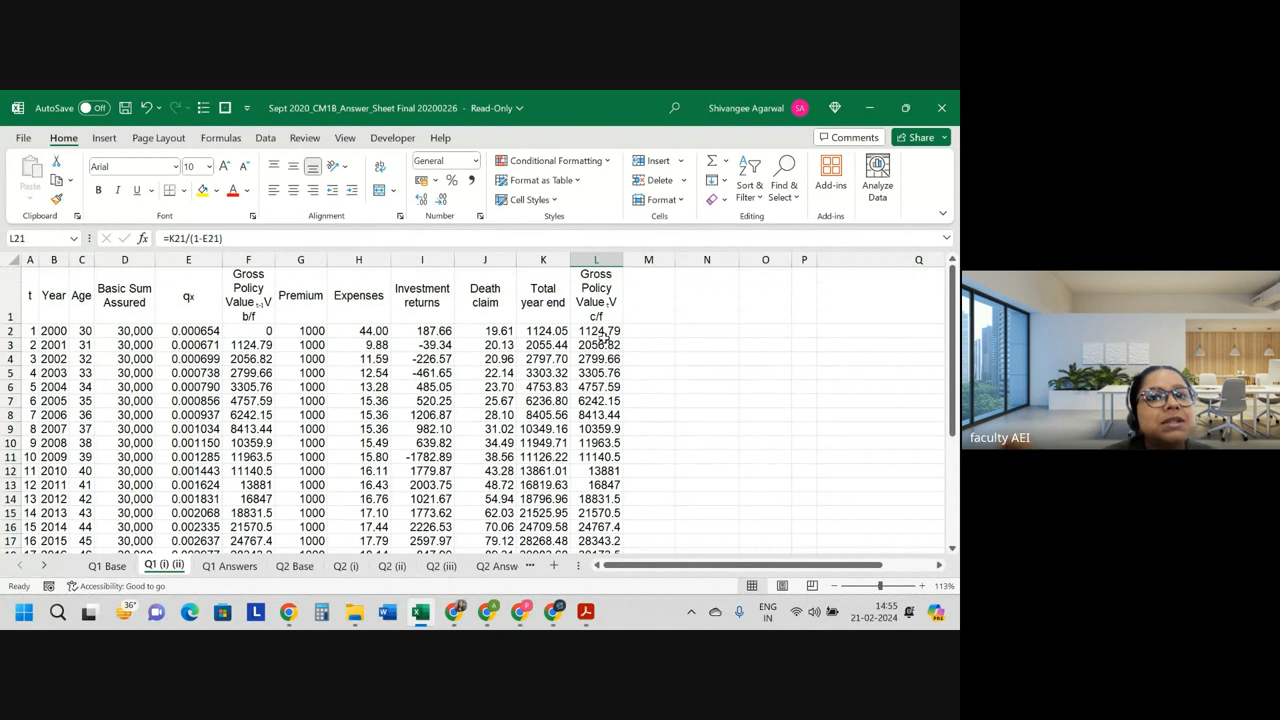 AutoSave Off Sept 2020_CM1B_Answer_Sheet Final 20200226 - Read-Only Shivangee Agarwal SA
File Home Insert Page Layout Formulas Data Review View Developer Help Comments Share
Paste Arial 10 General Conditional Formatting Insert Sort & Filter Find & Select Add-ins Analyze Data
B I U A % Format as Table Delete
Cell Styles Format
Clipboard Font Alignment Number Styles Cells Editing Add-ins
L21 fx =K21/(1-E21)
A B C D E F G H I J K L M N O P Q
1 t Year Age Basic Sum Assured qx Gross Policy Value t-1V b/f Premium Expenses Investment returns Death claim Total year end Gross Policy Value tV c/f
2 1 2000 30 30,000 0.000654 0 1000 44.00 187.66 19.61 1124.05 1124.79
3 2 2001 31 30,000 0.000671 1124.79 1000 9.88 -39.34 20.13 2055.44 2056.82
4 3 2002 32 30,000 0.000699 2056.82 1000 11.59 -226.57 20.96 2797.70 2799.66
5 4 2003 33 30,000 0.000738 2799.66 1000 12.54 -461.65 22.14 3303.32 3305.76
6 5 2004 34 30,000 0.000790 3305.76 1000 13.28 485.05 23.70 4753.83 4757.59
7 6 2005 35 30,000 0.000856 4757.59 1000 15.36 520.25 25.67 6236.80 6242.15
8 7 2006 36 30,000 0.000937 6242.15 1000 15.36 1206.87 28.10 8405.56 8413.44
9 8 2007 37 30,000 0.001034 8413.44 1000 15.36 982.10 31.02 10349.16 10359.9
10 9 2008 38 30,000 0.001150 10359.9 1000 15.49 639.82 34.49 11949.71 11963.5
11 10 2009 39 30,000 0.001285 11963.5 1000 15.80 -1782.89 38.56 11126.22 11140.5
12 11 2010 40 30,000 0.001443 11140.5 1000 16.11 1779.87 43.28 13861.01 13881
13 12 2011 41 30,000 0.001624 13881 1000 16.43 2003.75 48.72 16819.63 16847
14 13 2012 42 30,000 0.001831 16847 1000 16.76 1021.67 54.94 18796.96 18831.5
15 14 2013 43 30,000 0.002068 18831.5 1000 17.10 1773.62 62.03 21525.95 21570.5
16 15 2014 44 30,000 0.002335 21570.5 1000 17.44 2226.53 70.06 24709.58 24767.4
17 16 2015 45 30,000 0.002637 24767.4 1000 17.79 2597.97 79.12 28268.48 28343.2
Q1 Base Q1 (i) (ii) Q1 Answers Q2 Base Q2 (i) Q2 (ii) Q2 (iii) Q2 Answ
Ready Accessibility: Good to go 113%
36° ENG IN 14:55 21-02-2024
faculty AEI